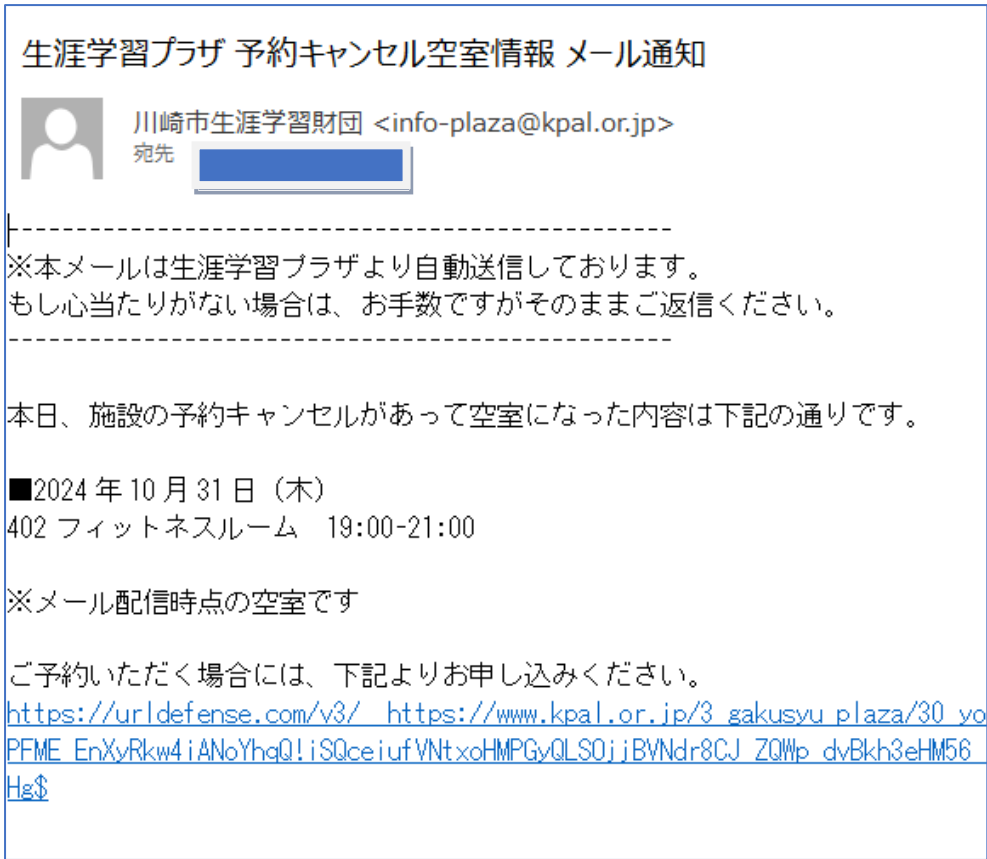 生涯学習プラザ 予約キャンセル空室情報 メール通知
川崎市生涯学習財団 <info-plaza@kpal.or.jp>
宛先
-------------------------------------------------
※本メールは生涯学習プラザより自動送信しております。
もし心当たりがない場合は、お手数ですがそのままご返信ください。
-------------------------------------------------
本日、施設の予約キャンセルがあって空室になった内容は下記の通りです。
■2024 年 10 月 31 日（木）
402 フィットネスルーム　19:00-21:00
※メール配信時点の空室です
ご予約いただく場合には、下記よりお申し込みください。
https://urldefense.com/v3/__https://www.kpal.or.jp/3_gakusyu_plaza/30_yo
PFME_EnXyRkw4iANoYhqQ!iSQceiufVNtxoHMPGyQLSOjjBVNdr8CJ_ZQWp_dvBkh3eHM56_
Hg$